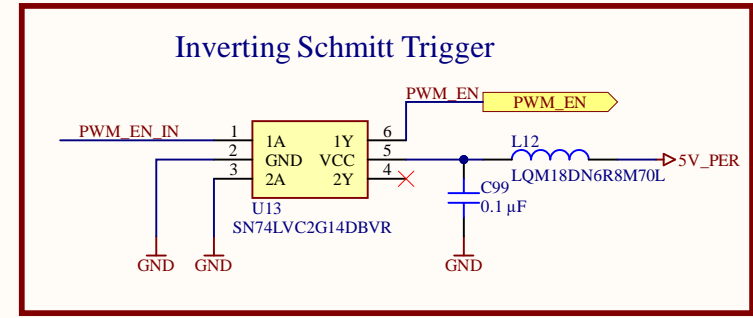 Inverting Schmitt Trigger
PWM_EN
PWM_EN
PWM_EN_IN
1
1A
1Y
6
2
GND
VCC
5
3
2A
2Y
4
L12
LQM18DN6R8M70L
5V_PER
C99
0.1 µF
U13
SN74LVC2G14DBVR
GND
GND
GND